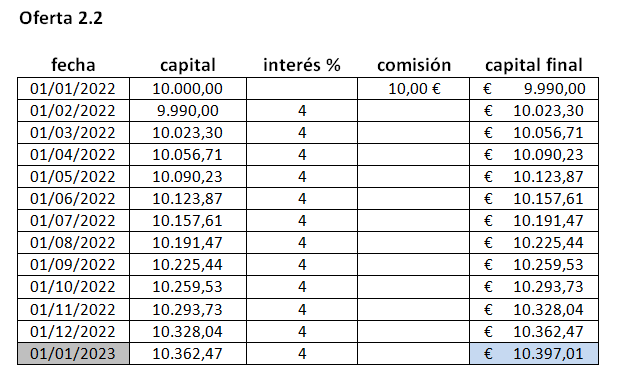 Oferta 2.2
fecha capital interés % comisión capital final
01/01/2022 10.000,00 10,00 € € 9.990,00
01/02/2022 9.990,00 4 € 10.023,30
01/03/2022 10.023,30 4 € 10.056,71
01/04/2022 10.056,71 4 € 10.090,23
01/05/2022 10.090,23 4 € 10.123,87
01/06/2022 10.123,87 4 € 10.157,61
01/07/2022 10.157,61 4 € 10.191,47
01/08/2022 10.191,47 4 € 10.225,44
01/09/2022 10.225,44 4 € 10.259,53
01/10/2022 10.259,53 4 € 10.293,73
01/11/2022 10.293,73 4 € 10.328,04
01/12/2022 10.328,04 4 € 10.362,47
01/01/2023 10.362,47 4 € 10.397,01